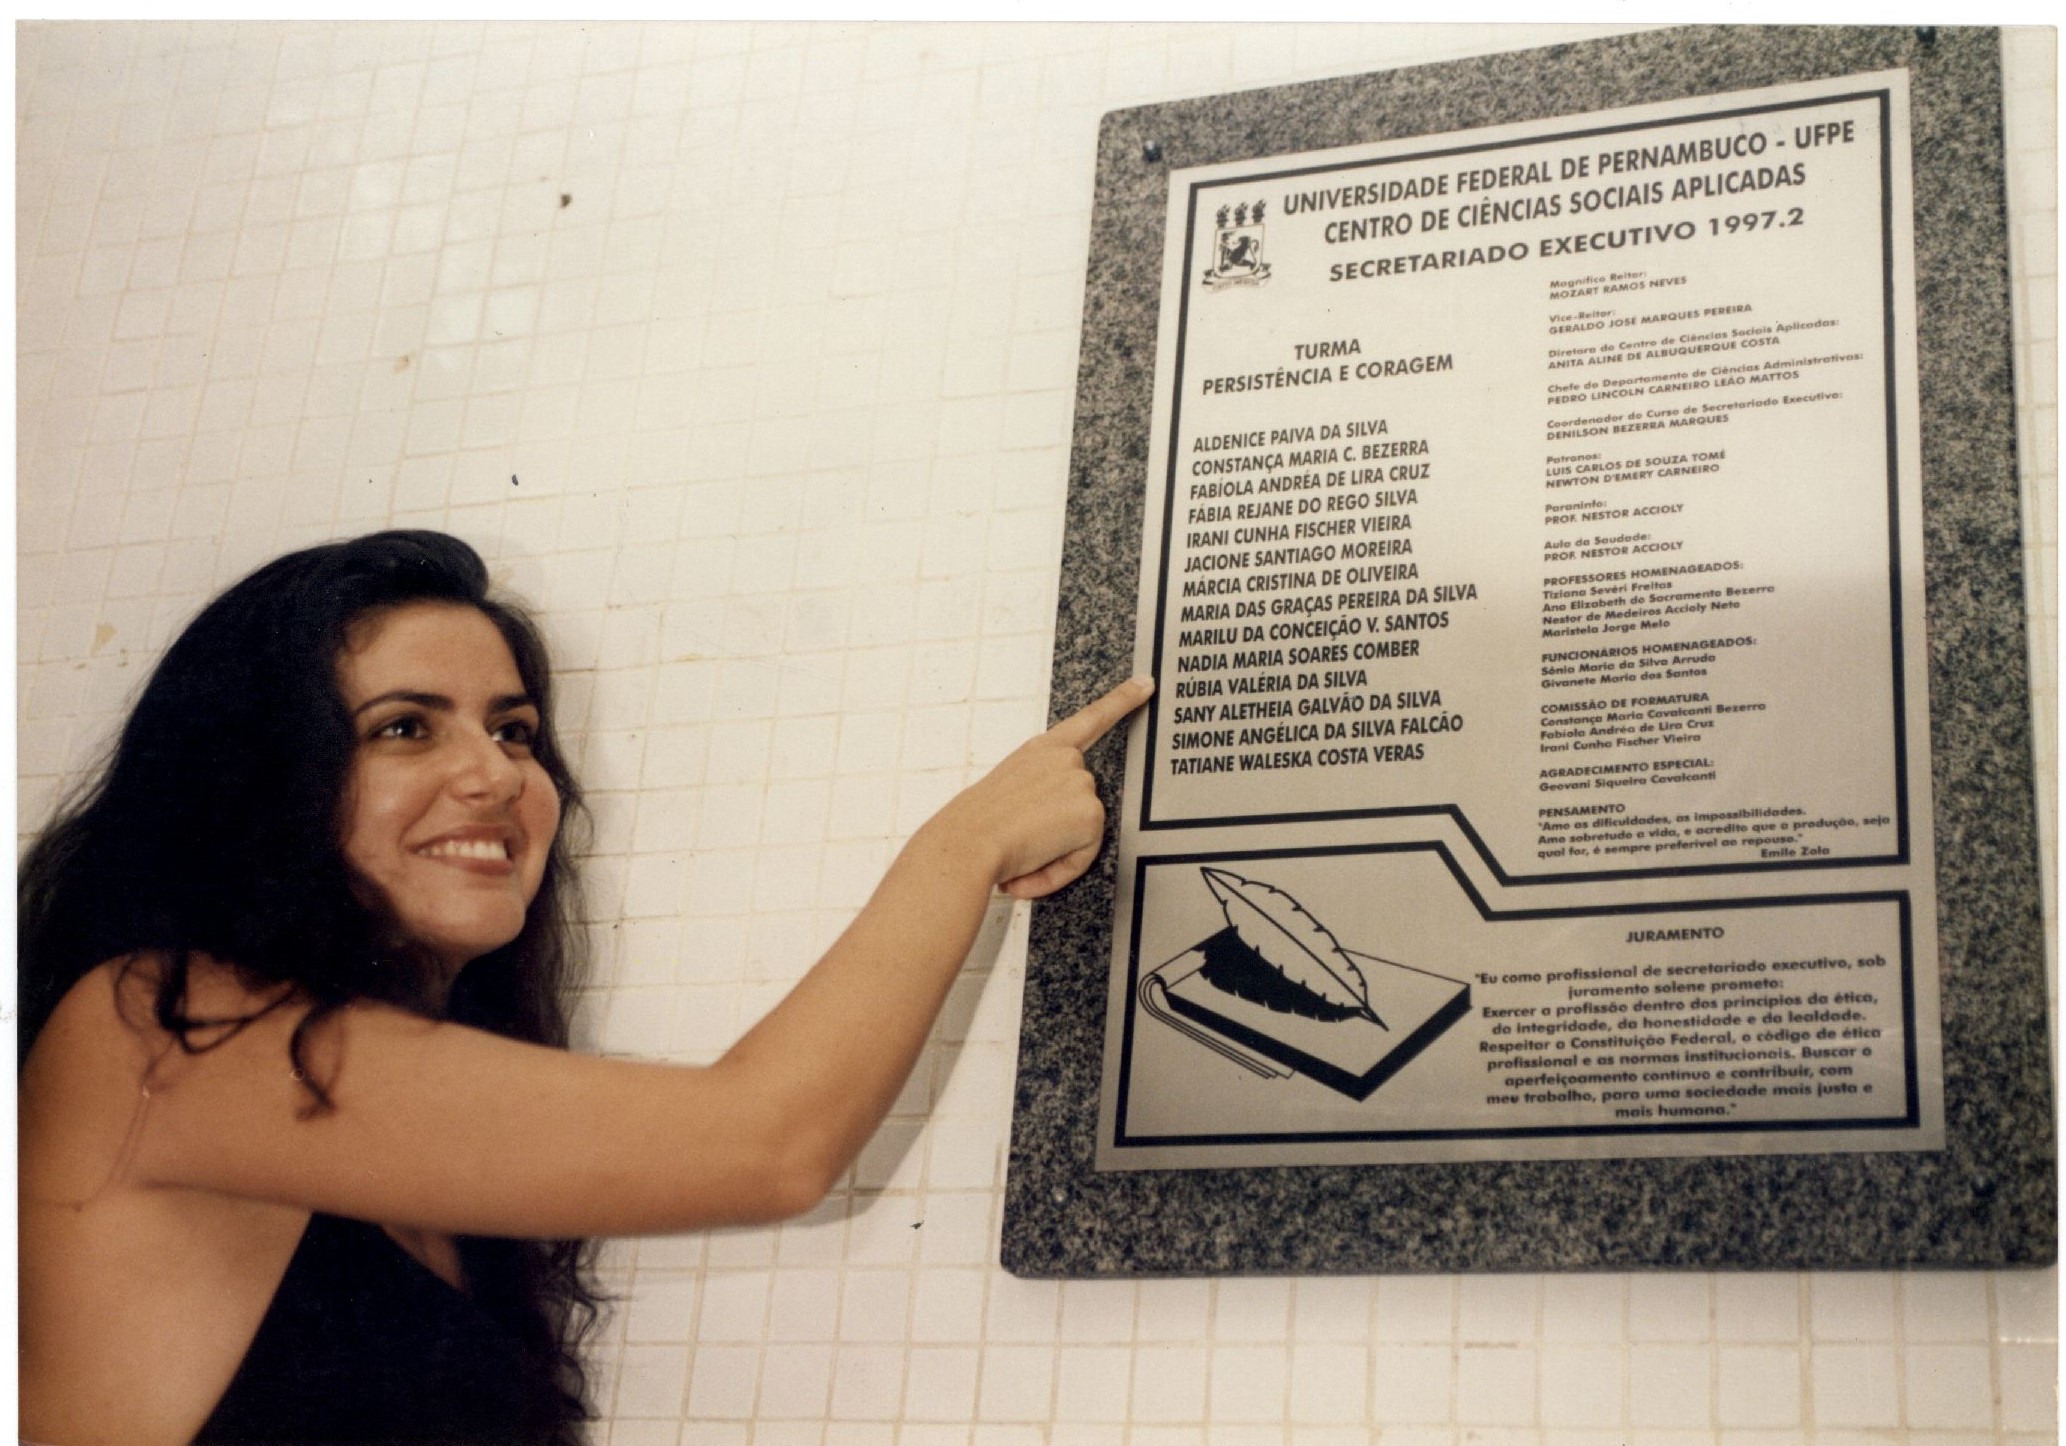 UNIVERSIDADE FEDERAL DE PERNAMBUCO - UFPE
CENTRO DE CIÊNCIAS SOCIAIS APLICADAS
SECRETARIADO EXECUTIVO 1997.2
TURMA
PERSISTÊNCIA E CORAGEM
ALDENICE PAIVA DA SILVA
CONSTANÇA MARIA C. BEZERRA
FABÍOLA ANDRÉA DE LIRA CRUZ
FÁBIA REJANE DO REGO SILVA
IRANI CUNHA FISCHER VIEIRA
JACIONE SANTIAGO MOREIRA
MÁRCIA CRISTINA DE OLIVEIRA
MARIA DAS GRAÇAS PEREIRA DA SILVA
MARILU DA CONCEIÇÃO V. SANTOS
NADIA MARIA SOARES COMBER
RÚBIA VALÉRIA DA SILVA
SANY ALETHEIA GALVÃO DA SILVA
SIMONE ANGÉLICA DA SILVA FALCÃO
TATIANE WALESKA COSTA VERAS
Magnífico Reitor:
MOZART RAMOS NEVES
Vice-Reitor:
GERALDO JOSÉ MARQUES PEREIRA
Diretora do Centro de Ciências Sociais Aplicadas:
ANITA ALINE DE ALBUQUERQUE COSTA
Chefe do Departamento de Ciências Administrativas:
PEDRO LINCOLN CARNEIRO LEÃO MATTOS
Coordenador do Curso de Secretariado Executivo:
DENILSON BEZERRA MARQUES
Patronos:
LUIS CARLOS DE SOUZA TOMÉ
NEWTON D'EMERY CARNEIRO
Paraninfo:
PROF. NESTOR ACCIOLY
Aula da Saudade:
PROF. NESTOR ACCIOLY
PROFESSORES HOMENAGEADOS:
Tiziana Sevéri Freitas
Ana Elizabeth do Sacramento Bezerra
Nestor de Medeiros Accioly Neto
Maristela Jorge Melo
FUNCIONÁRIOS HOMENAGEADOS:
Sônia Maria da Silva Arruda
Givanete Maria dos Santos
COMISSÃO DE FORMATURA
Constança Maria Cavalcanti Bezerra
Fabíola Andréa de Lira Cruz
Irani Cunha Fischer Vieira
AGRADECIMENTO ESPECIAL:
Geovani Siqueira Cavalcanti
PENSAMENTO
"Amo as dificuldades, as impossibilidades.
Amo sobretudo a vida, e acredito que a produção, seja
qual for, é sempre preferível ao repouso."
Emile Zola
JURAMENTO
"Eu como profissional de secretariado executivo, sob
juramento solene prometo:
Exercer a profissão dentro dos princípios da ética,
da integridade, da honestidade e da lealdade.
Respeitar a Constituição Federal, o código de ética
profissional e as normas institucionais. Buscar o
aperfeiçoamento contínuo e contribuir, com
meu trabalho, para uma sociedade mais justa e
mais humana."